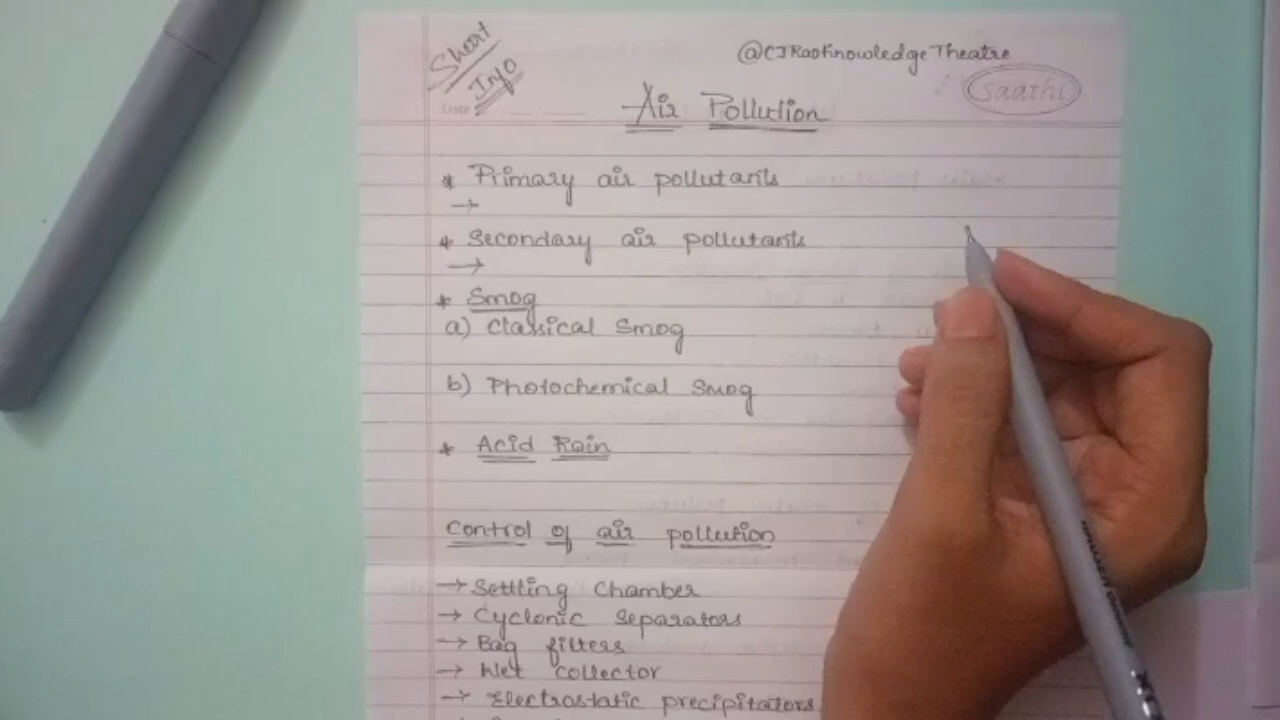 Short
Info
@CJRaoKnowledgeTheatre
Saathi
Date
Air Pollution
* Primary air pollutants
→
* Secondary air pollutants
→
* Smog
a) Classical Smog
b) Photochemical Smog
* Acid Rain
Control of air pollution
→ Settling Chamber
→ Cyclonic Separators
→ Bag filters
→ Wet collector
→ Electrostatic precipitators